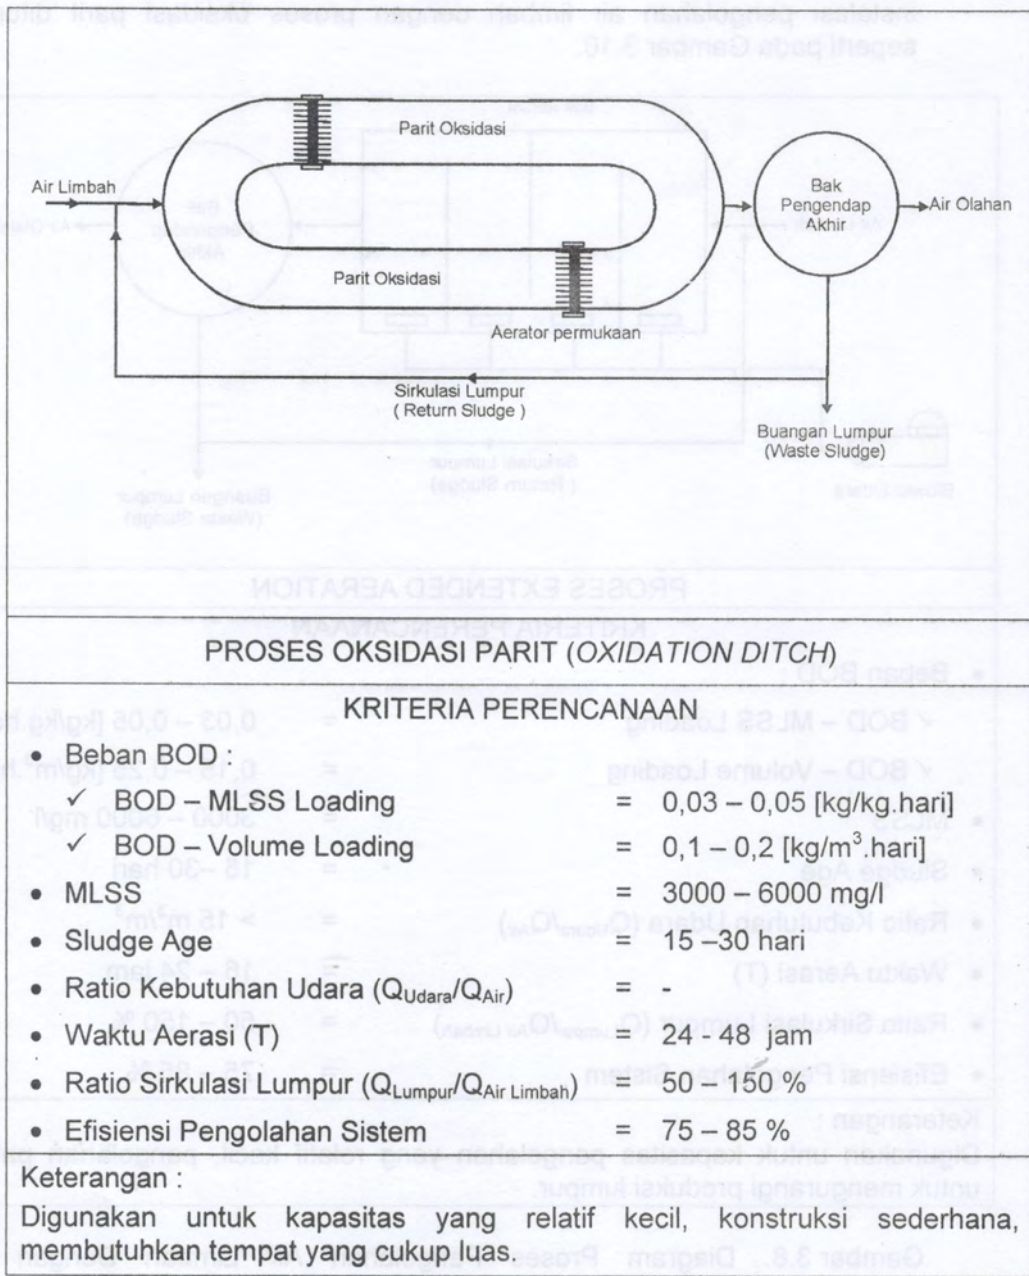 Parit Oksidasi
Air Limbah
Bak
Pengendap
Akhir
Air Olahan
Parit Oksidasi
Aerator permukaan
Sirkulasi Lumpur
( Return Sludge )
Buangan Lumpur
(Waste Sludge)
PROSES OKSIDASI PARIT (OXIDATION DITCH)
KRITERIA PERENCANAAN
• Beban BOD :
✓ BOD – MLSS Loading = 0,03 – 0,05 [kg/kg.hari]
✓ BOD – Volume Loading = 0,1 – 0,2 [kg/m³.hari]
• MLSS = 3000 – 6000 mg/l
• Sludge Age = 15 –30 hari
• Ratio Kebutuhan Udara (QUdara/QAir) = -
• Waktu Aerasi (T) = 24 - 48 jam
• Ratio Sirkulasi Lumpur (QLumpur/QAir Limbah) = 50 – 150 %
• Efisiensi Pengolahan Sistem = 75 – 85 %
Keterangan :
Digunakan untuk kapasitas yang relatif kecil, konstruksi sederhana,
membutuhkan tempat yang cukup luas.